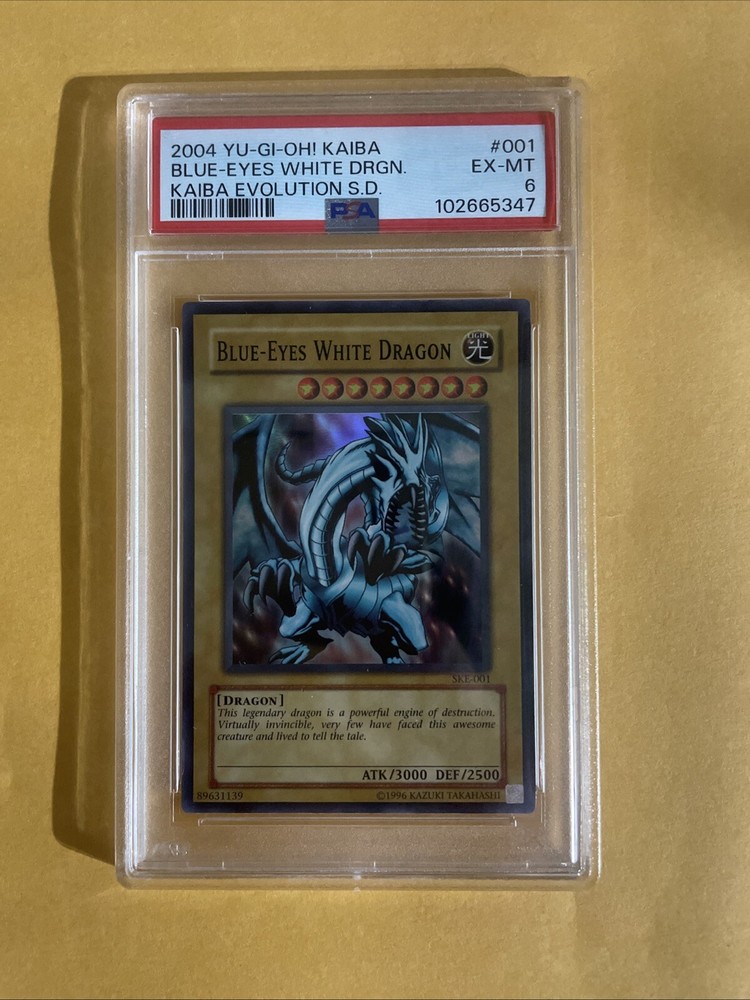 2004 YU-GI-OH! KAIBA #001
BLUE-EYES WHITE DRGN. EX-MT
KAIBA EVOLUTION S.D. 6
PSA 102665347
BLUE-EYES WHITE DRAGON
LIGHT
光
SKE-001
[DRAGON]
This legendary dragon is a powerful engine of destruction.
Virtually invincible, very few have faced this awesome
creature and lived to tell the tale.
ATK/3000 DEF/2500
89631139 ©1996 KAZUKI TAKAHASHI